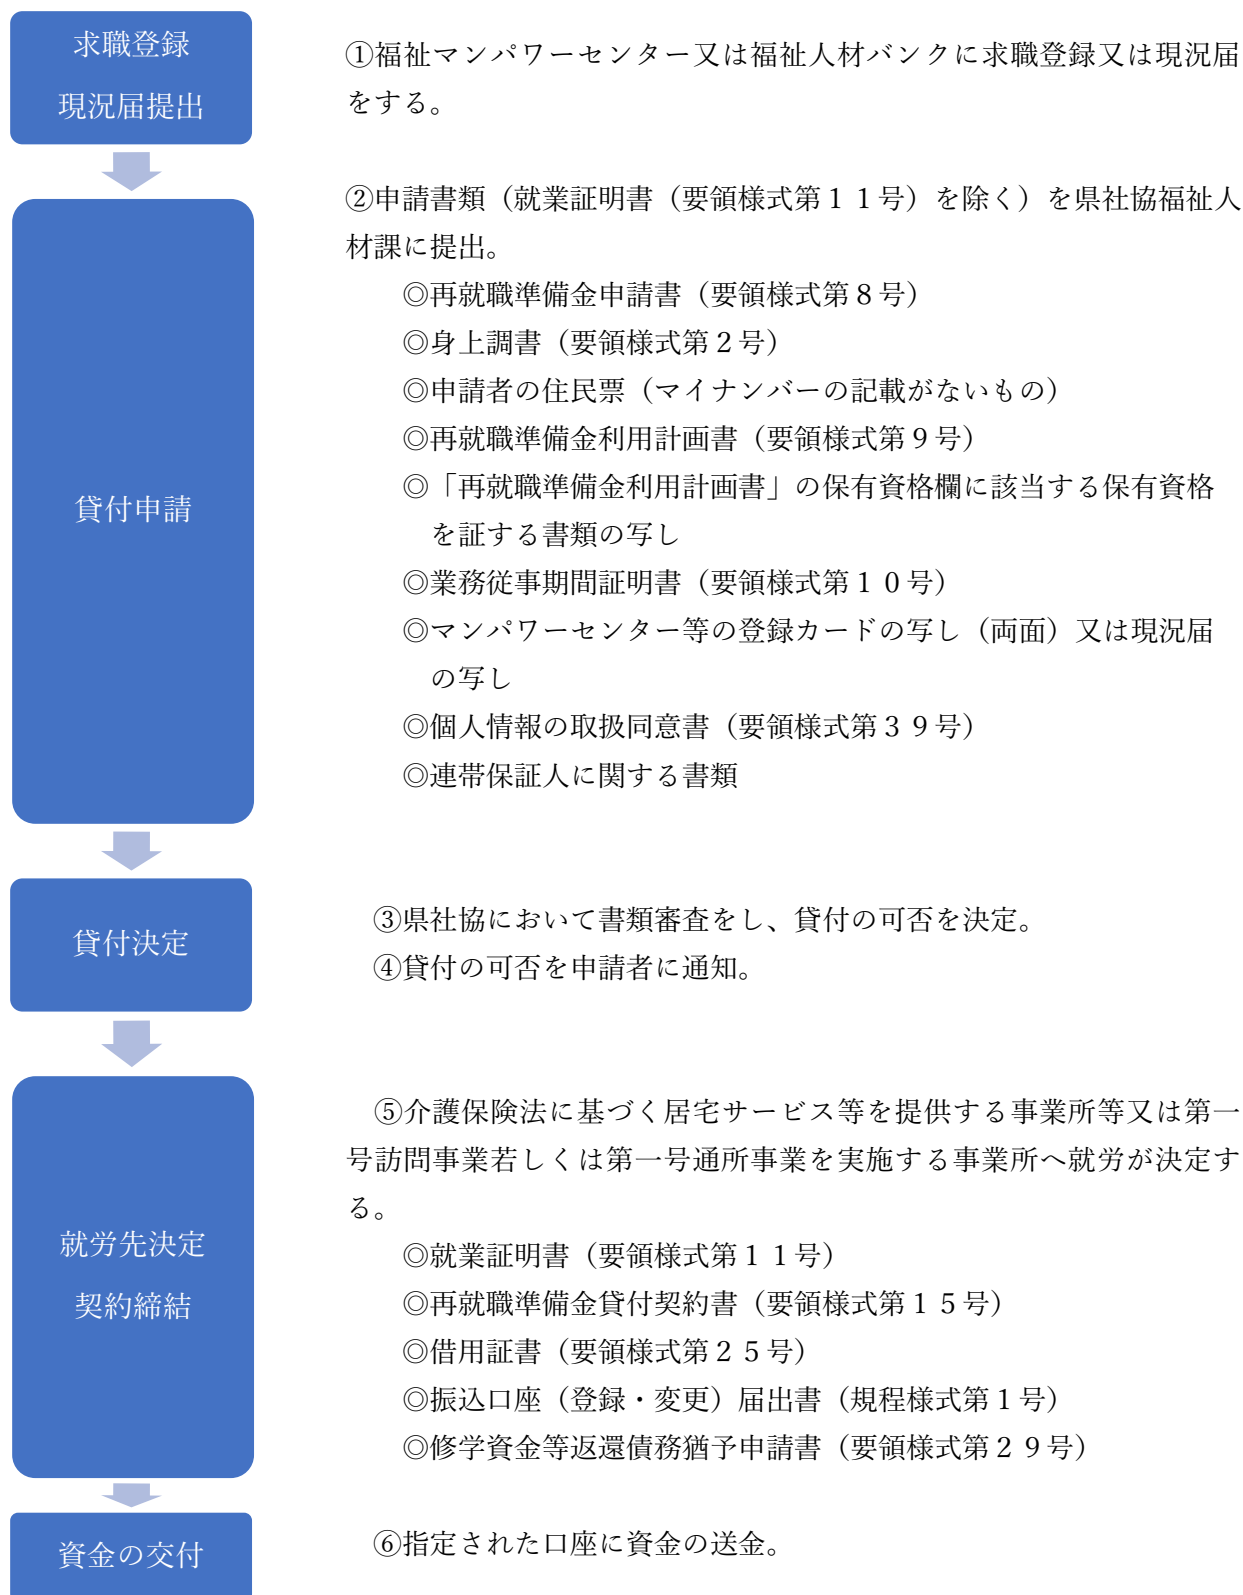 求職登録
現況届提出
①福祉マンパワーセンター又は福祉人材バンクに求職登録又は現況届
をする。
貸付申請
②申請書類（就業証明書（要領様式第１１号）を除く）を県社協福祉人
材課に提出。
◎再就職準備金申請書（要領様式第８号）
◎身上調書（要領様式第２号）
◎申請者の住民票（マイナンバーの記載がないもの）
◎再就職準備金利用計画書（要領様式第９号）
◎「再就職準備金利用計画書」の保有資格欄に該当する保有資格
を証する書類の写し
◎業務従事期間証明書（要領様式第１０号）
◎マンパワーセンター等の登録カードの写し（両面）又は現況届
の写し
◎個人情報の取扱同意書（要領様式第３９号）
◎連帯保証人に関する書類
貸付決定
③県社協において書類審査をし、貸付の可否を決定。
④貸付の可否を申請者に通知。
就労先決定
契約締結
⑤介護保険法に基づく居宅サービス等を提供する事業所等又は第一
号訪問事業若しくは第一号通所事業を実施する事業所へ就労が決定す
る。
◎就業証明書（要領様式第１１号）
◎再就職準備金貸付契約書（要領様式第１５号）
◎借用証書（要領様式第２５号）
◎振込口座（登録・変更）届出書（規程様式第１号）
◎修学資金等返還債務猶予申請書（要領様式第２９号）
資金の交付
⑥指定された口座に資金の送金。